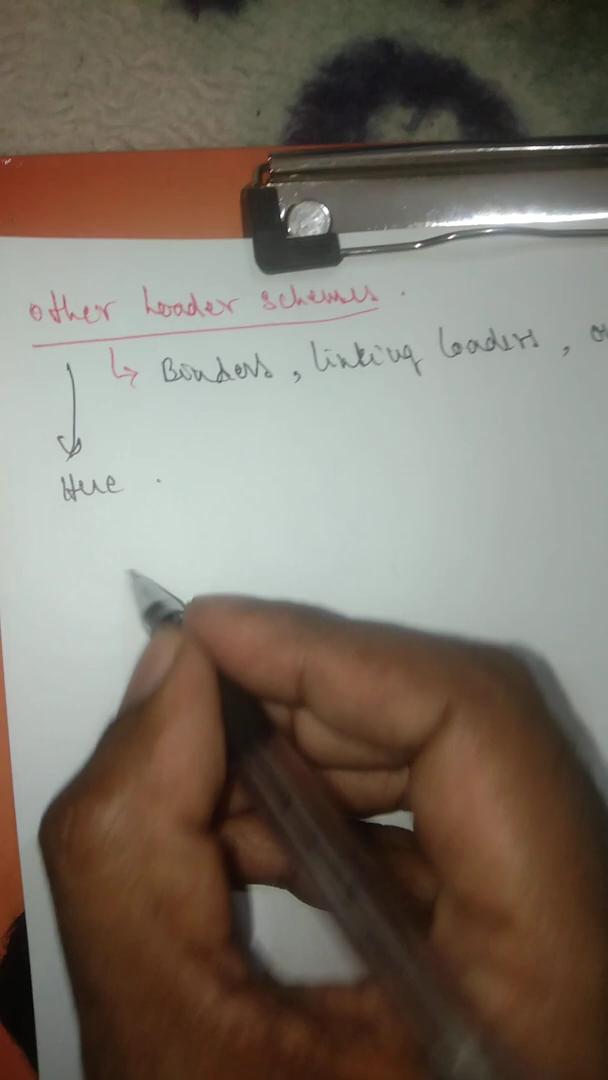 other Loader schemes.
↳ Binders, linking loaders, o
Here.